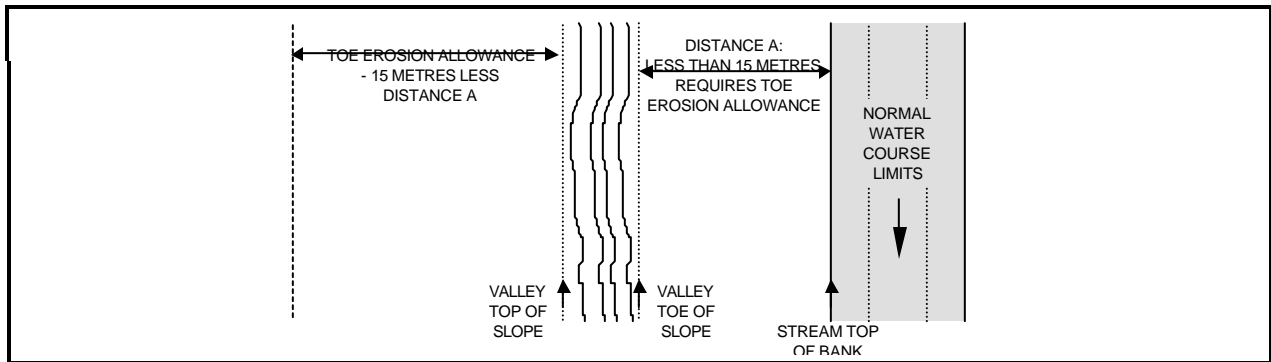 TOE EROSION ALLOWANCE
- 15 METRES LESS
DISTANCE A
DISTANCE A:
LESS THAN 15 METRES
REQUIRES TOE
EROSION ALLOWANCE
NORMAL
WATER
COURSE
LIMITS
VALLEY
TOP OF
SLOPE
VALLEY
TOE OF
SLOPE
STREAM TOP
OF BANK